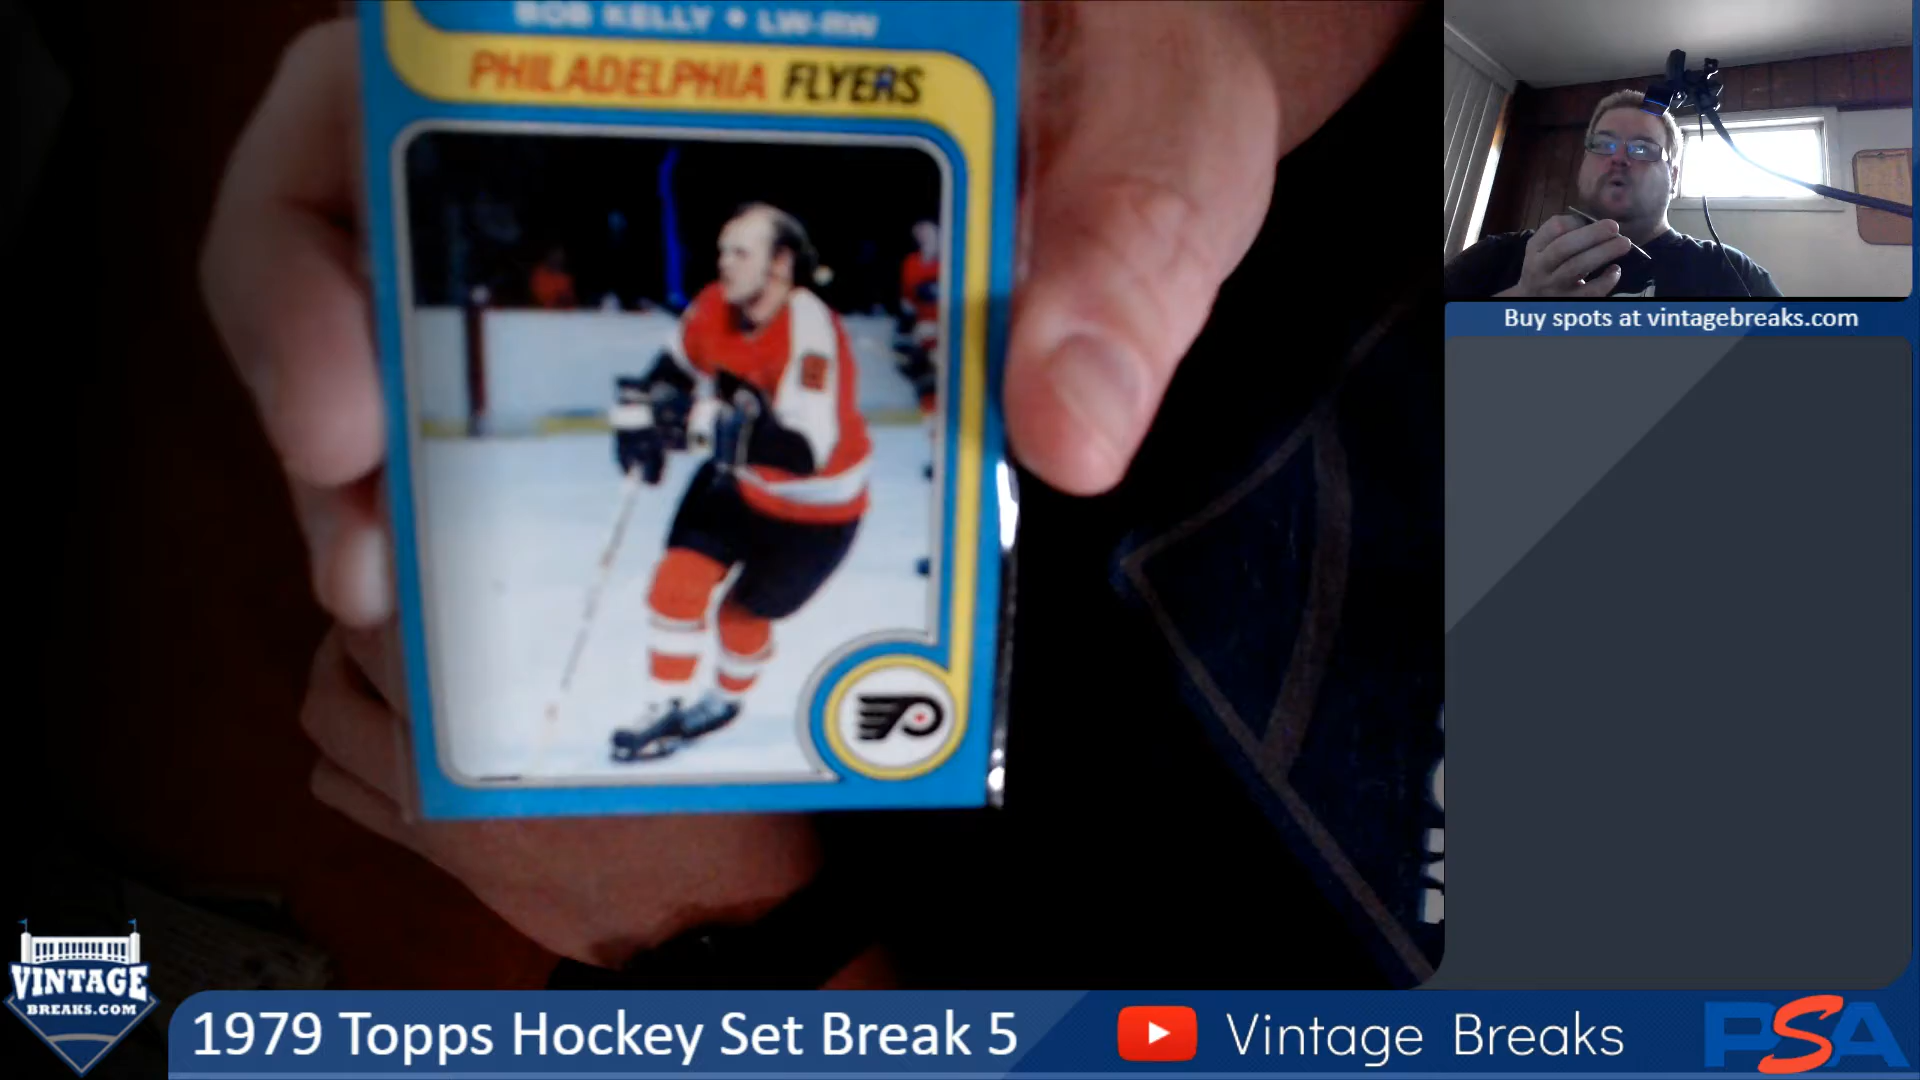 BOB KELLY • LW-RW
PHILADELPHIA FLYERS
Buy spots at vintagebreaks.com
VINTAGE
BREAKS.COM
1979 Topps Hockey Set Break 5
Vintage Breaks
PSA